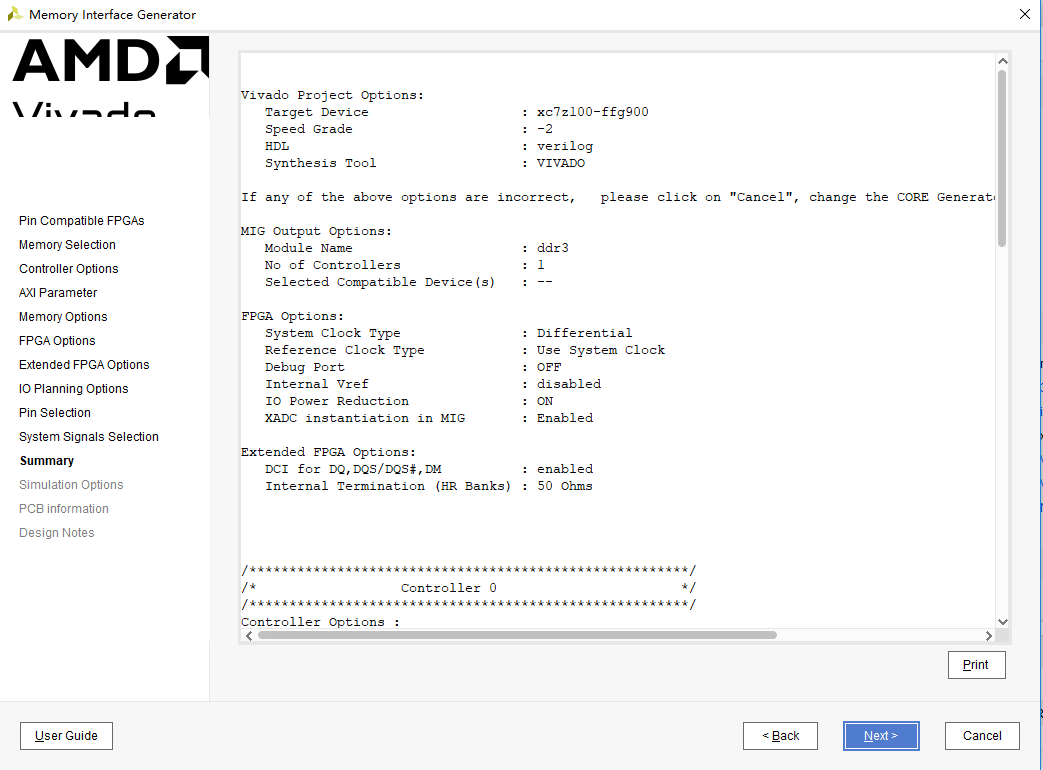 Memory Interface Generator
AMD
Vivado
Pin Compatible FPGAs
Memory Selection
Controller Options
AXI Parameter
Memory Options
FPGA Options
Extended FPGA Options
IO Planning Options
Pin Selection
System Signals Selection
Summary
Simulation Options
PCB information
Design Notes
Vivado Project Options:
Target Device : xc7z100-ffg900
Speed Grade : -2
HDL : verilog
Synthesis Tool : VIVADO
If any of the above options are incorrect, please click on "Cancel", change the CORE Generat
MIG Output Options:
Module Name : ddr3
No of Controllers : 1
Selected Compatible Device(s) : --
FPGA Options:
System Clock Type : Differential
Reference Clock Type : Use System Clock
Debug Port : OFF
Internal Vref : disabled
IO Power Reduction : ON
XADC instantiation in MIG : Enabled
Extended FPGA Options:
DCI for DQ,DQS/DQS#,DM : enabled
Internal Termination (HR Banks) : 50 Ohms
/*******************************************************/
/* Controller 0 */
/*******************************************************/
Controller Options :
Print
User Guide
< Back
Next >
Cancel